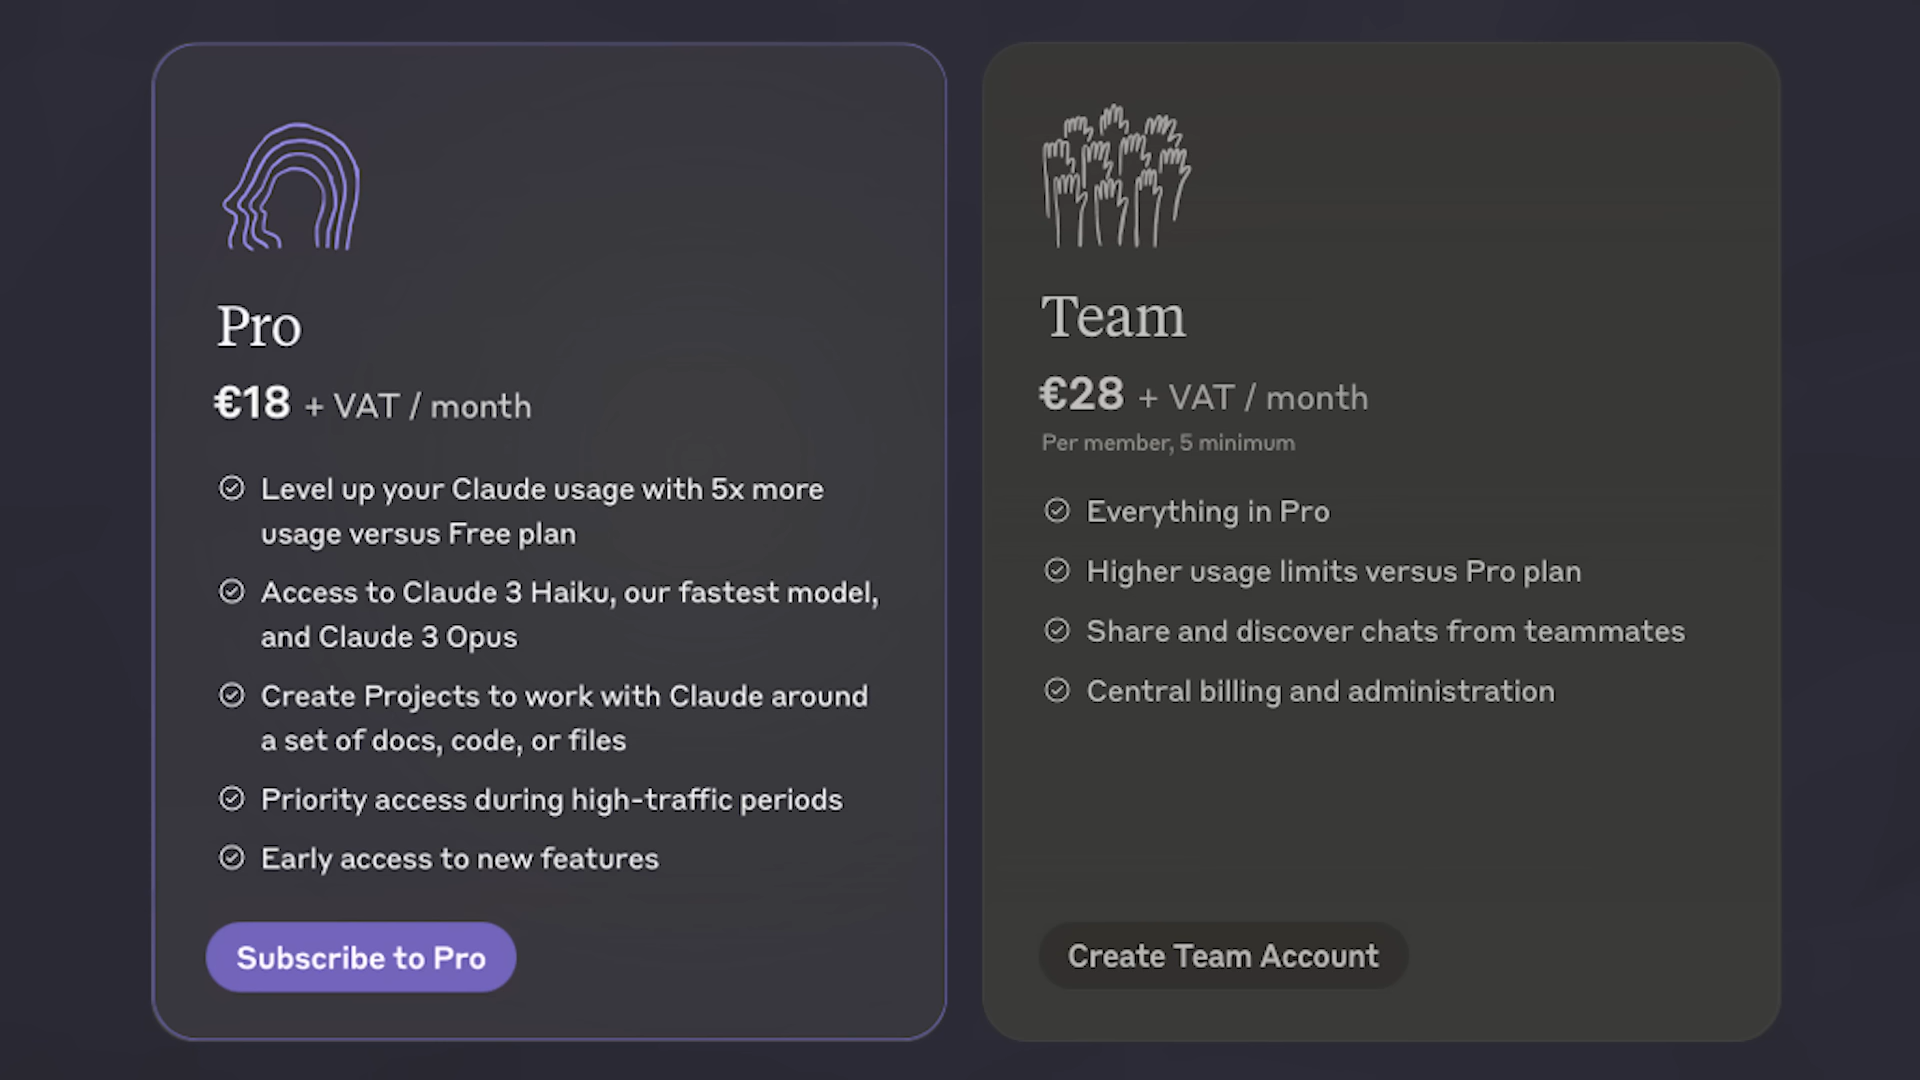 Pro
€18 + VAT / month
Level up your Claude usage with 5x more
usage versus Free plan
Access to Claude 3 Haiku, our fastest model,
and Claude 3 Opus
Create Projects to work with Claude around
a set of docs, code, or files
Priority access during high-traffic periods
Early access to new features
Subscribe to Pro
Team
€28 + VAT / month
Per member, 5 minimum
Everything in Pro
Higher usage limits versus Pro plan
Share and discover chats from teammates
Central billing and administration
Create Team Account